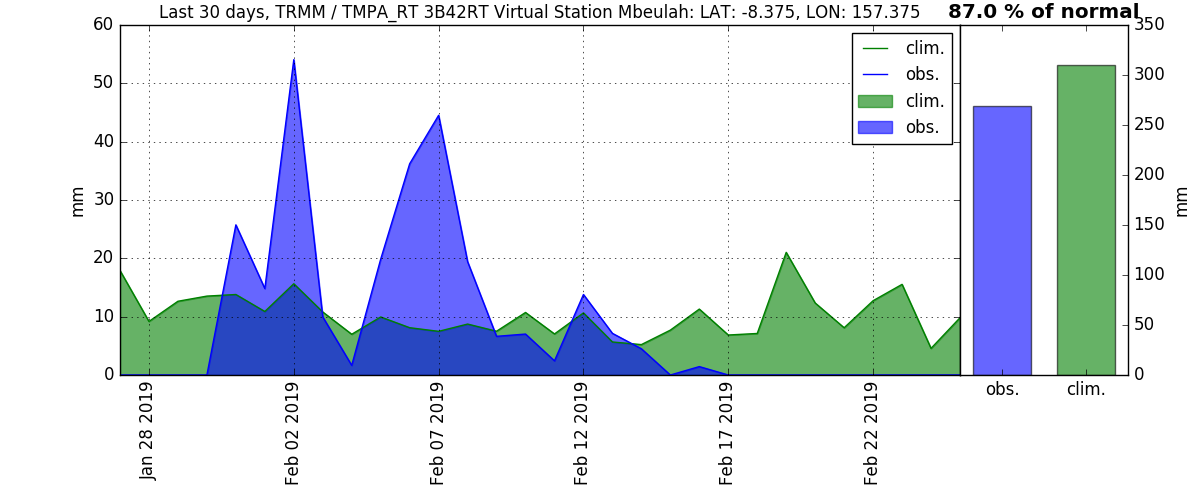 Last 30 days, TRMM / TMPA_RT 3B42RT Virtual Station Mbeulah: LAT: -8.375, LON: 157.375
87.0 % of normal
60
50
40
30
20
10
0
mm
clim.
obs.
clim.
obs.
Jan 28 2019
Feb 02 2019
Feb 07 2019
Feb 12 2019
Feb 17 2019
Feb 22 2019
350
300
250
200
150
100
50
0
mm
obs.
clim.